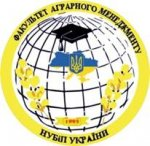 ФАКУЛЬТЕТ АГРАРНОГО МЕНЕДЖМЕНТУ
НУБІП УКРАЇНИ